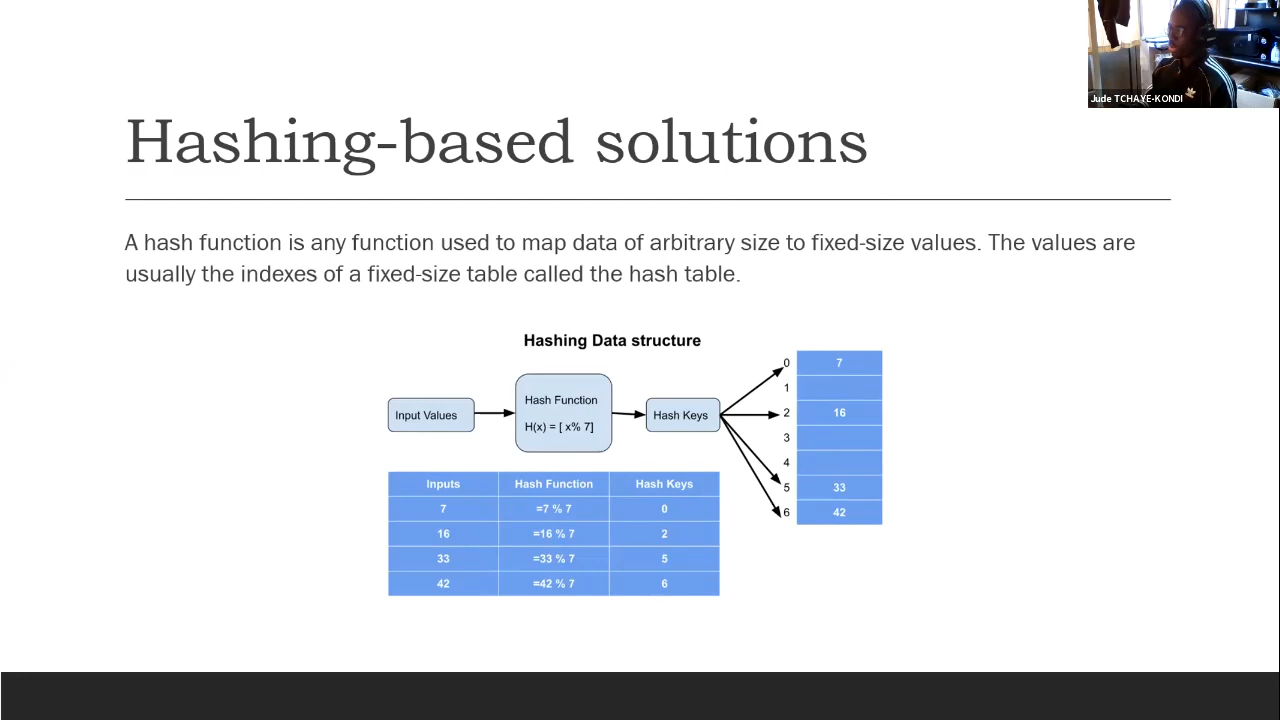 Jude TCHAYE-KONDI
Hashing-based solutions
A hash function is any function used to map data of arbitrary size to fixed-size values. The values are
usually the indexes of a fixed-size table called the hash table.
Hashing Data structure
Input Values
Hash Function
H(x) = [ x% 7]
Hash Keys
0 7
1
2 16
3
4
5 33
6 42
Inputs Hash Function Hash Keys
7 =7 % 7 0
16 =16 % 7 2
33 =33 % 7 5
42 =42 % 7 6